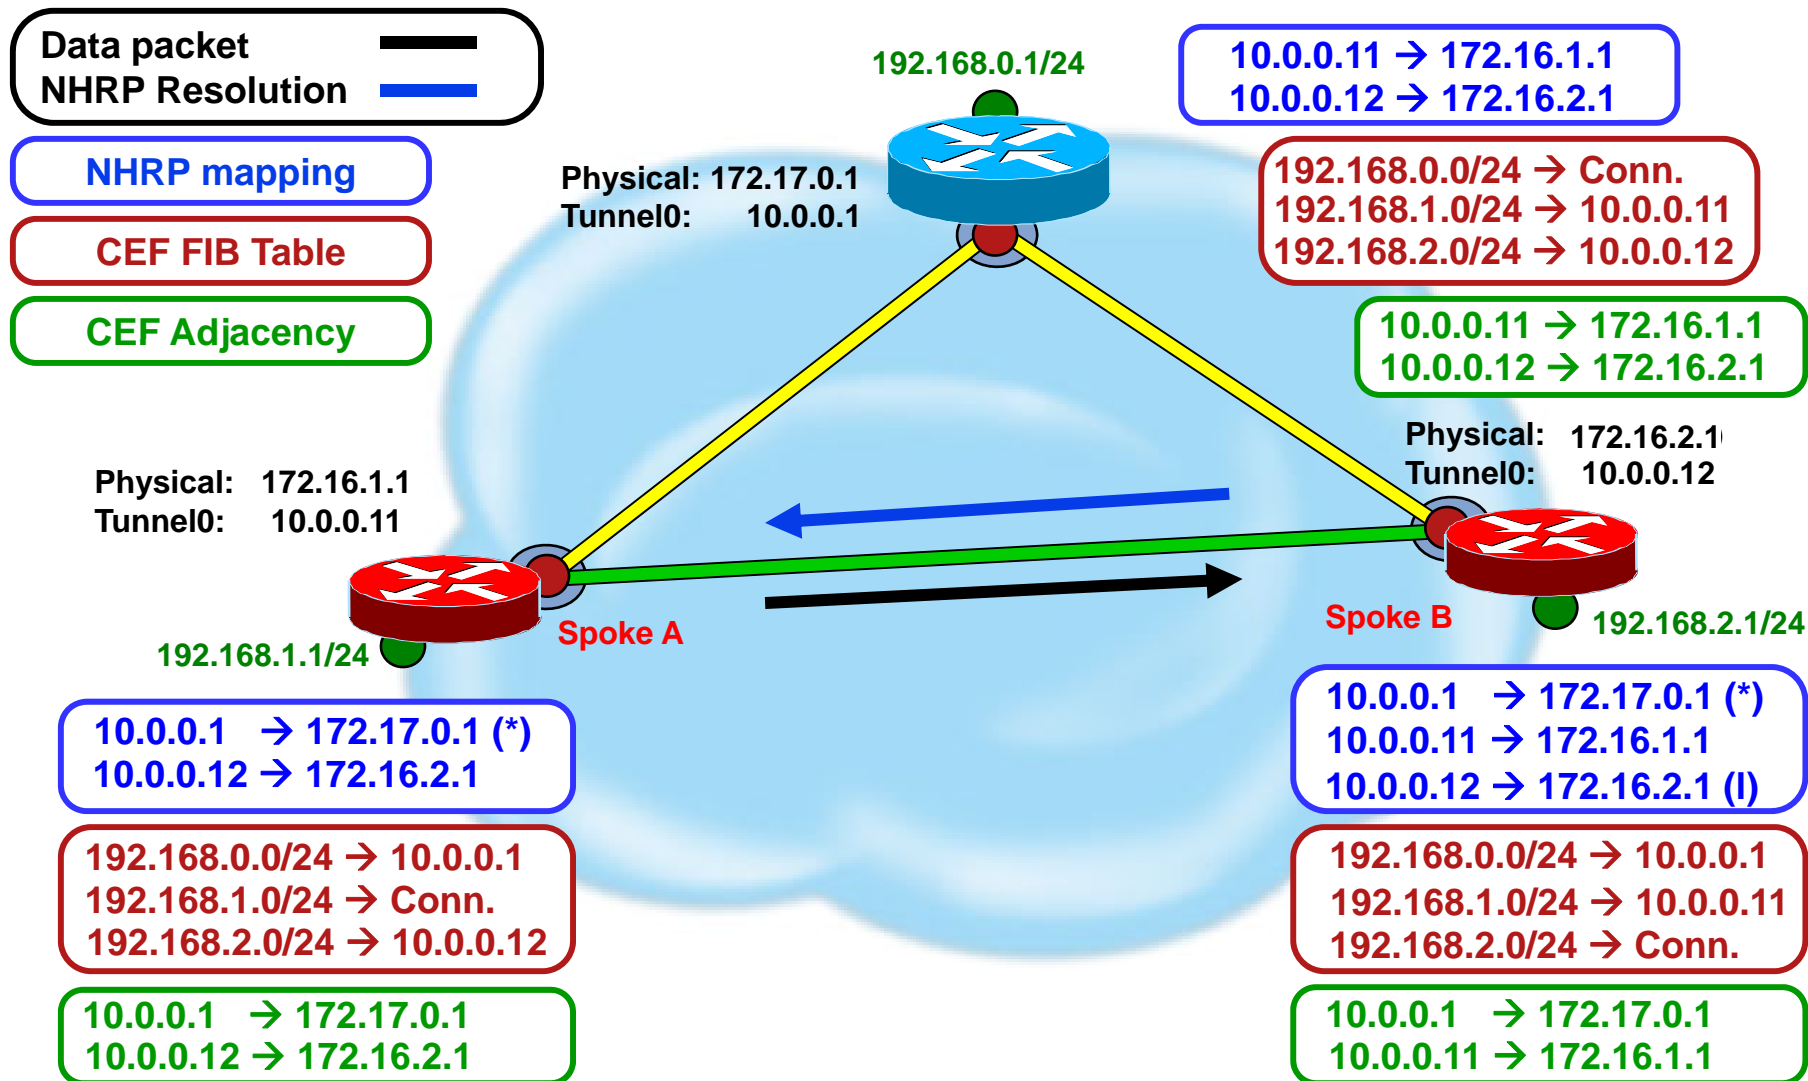 Data packet
NHRP Resolution
NHRP mapping
CEF FIB Table
CEF Adjacency
192.168.0.1/24
Physical: 172.17.0.1
Tunnel0: 10.0.0.1
10.0.0.11 → 172.16.1.1
10.0.0.12 → 172.16.2.1
192.168.0.0/24 → Conn.
192.168.1.0/24 → 10.0.0.11
192.168.2.0/24 → 10.0.0.12
10.0.0.11 → 172.16.1.1
10.0.0.12 → 172.16.2.1
Physical: 172.16.2.1
Tunnel0: 10.0.0.12
Physical: 172.16.1.1
Tunnel0: 10.0.0.11
Spoke A
Spoke B
192.168.1.1/24
192.168.2.1/24
10.0.0.1 → 172.17.0.1 (*)
10.0.0.12 → 172.16.2.1
192.168.0.0/24 → 10.0.0.1
192.168.1.0/24 → Conn.
192.168.2.0/24 → 10.0.0.12
10.0.0.1 → 172.17.0.1
10.0.0.12 → 172.16.2.1
10.0.0.1 → 172.17.0.1 (*)
10.0.0.11 → 172.16.1.1
10.0.0.12 → 172.16.2.1 (l)
192.168.0.0/24 → 10.0.0.1
192.168.1.0/24 → 10.0.0.11
192.168.2.0/24 → Conn.
10.0.0.1 → 172.17.0.1
10.0.0.11 → 172.16.1.1